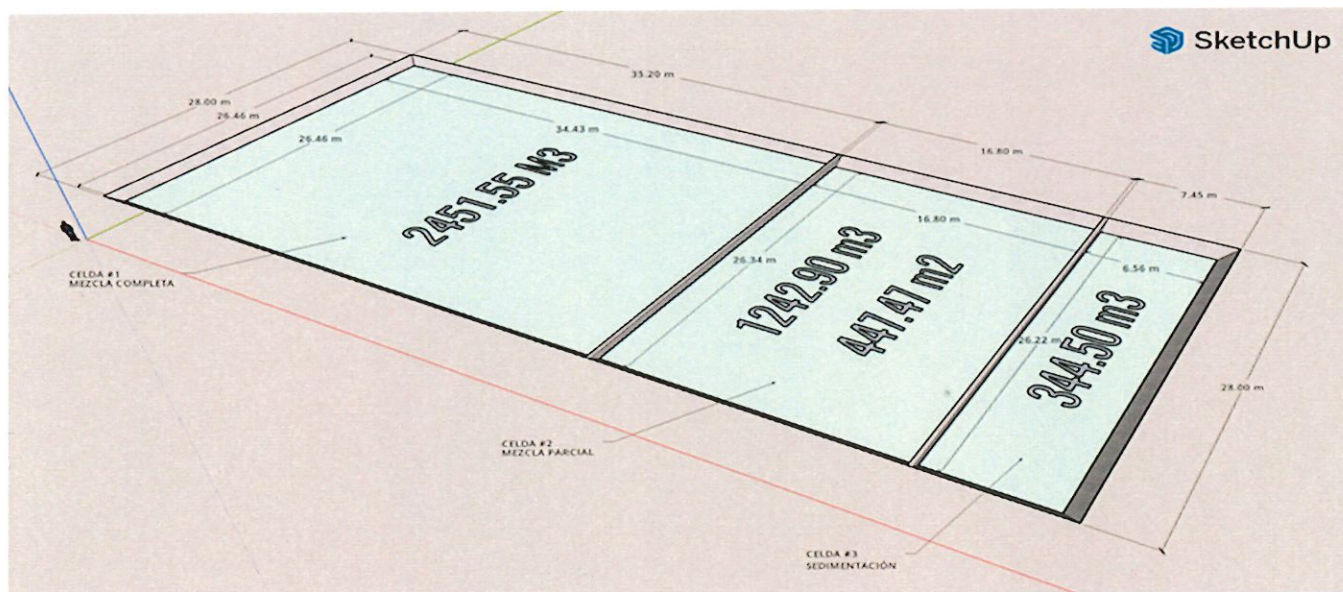 SketchUp
28.00 m
26.46 m
26.46 m
34.43 m
35.20 m
16.80 m
7.45 m
2451.55 M3
26.34 m
16.80 m
1242.90 m3
447.47 m2
6.56 m
26.22 m
344.50 m3
28.00 m
CELDA #1
MEZCLA COMPLETA
CELDA #2
MEZCLA PARCIAL
CELDA #3
SEDIMENTACIÓN